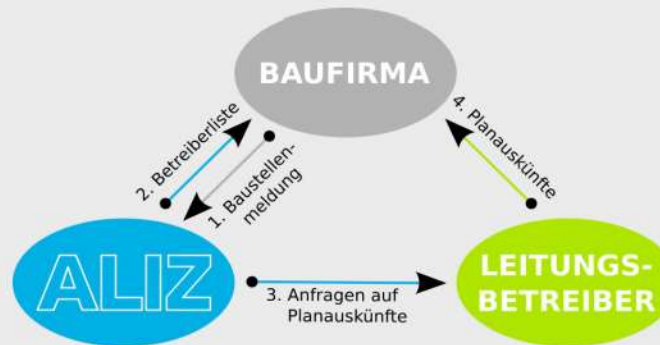 BAUFIRMA
2. Betreiberliste
1. Baustellen-
meldung
4. Planauskünfte
ALIZ
3. Anfragen auf
Planauskünfte
LEITUNGS-
BETREIBER